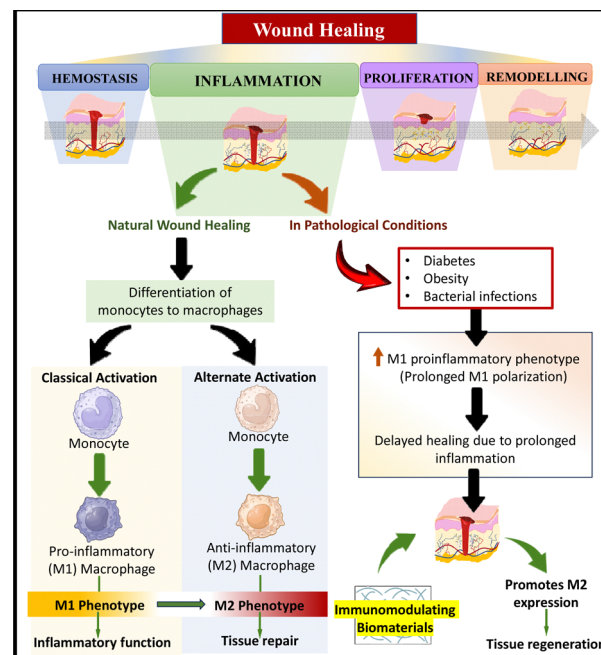 Wound Healing
HEMOSTASIS
INFLAMMATION
PROLIFERATION
REMODELLING
Natural Wound Healing
In Pathological Conditions
• Diabetes
• Obesity
• Bacterial infections
Differentiation of
monocytes to macrophages
M1 proinflammatory phenotype
(Prolonged M1 polarization)
Delayed healing due to prolonged
inflammation
Classical Activation
Monocyte
Pro-inflammatory
(M1) Macrophage
Alternate Activation
Monocyte
Anti-inflammatory
(M2) Macrophage
M1 Phenotype
M2 Phenotype
Inflammatory function
Tissue repair
Immunomodulating
Biomaterials
Promotes M2
expression
Tissue regeneration